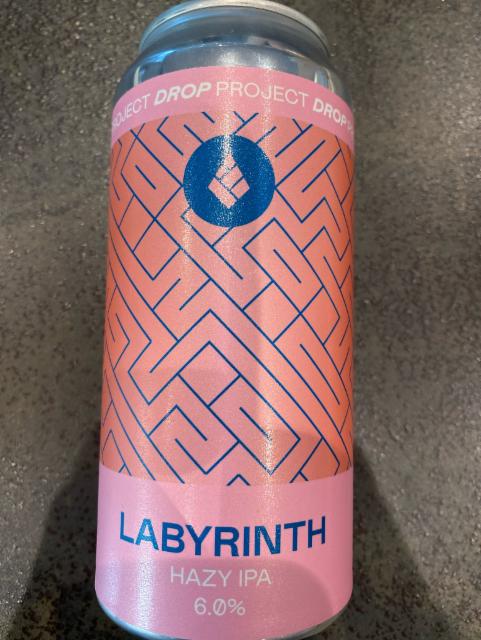 PROJECT DROP PROJECT DROP
LABYRINTH
HAZY IPA
6.0%